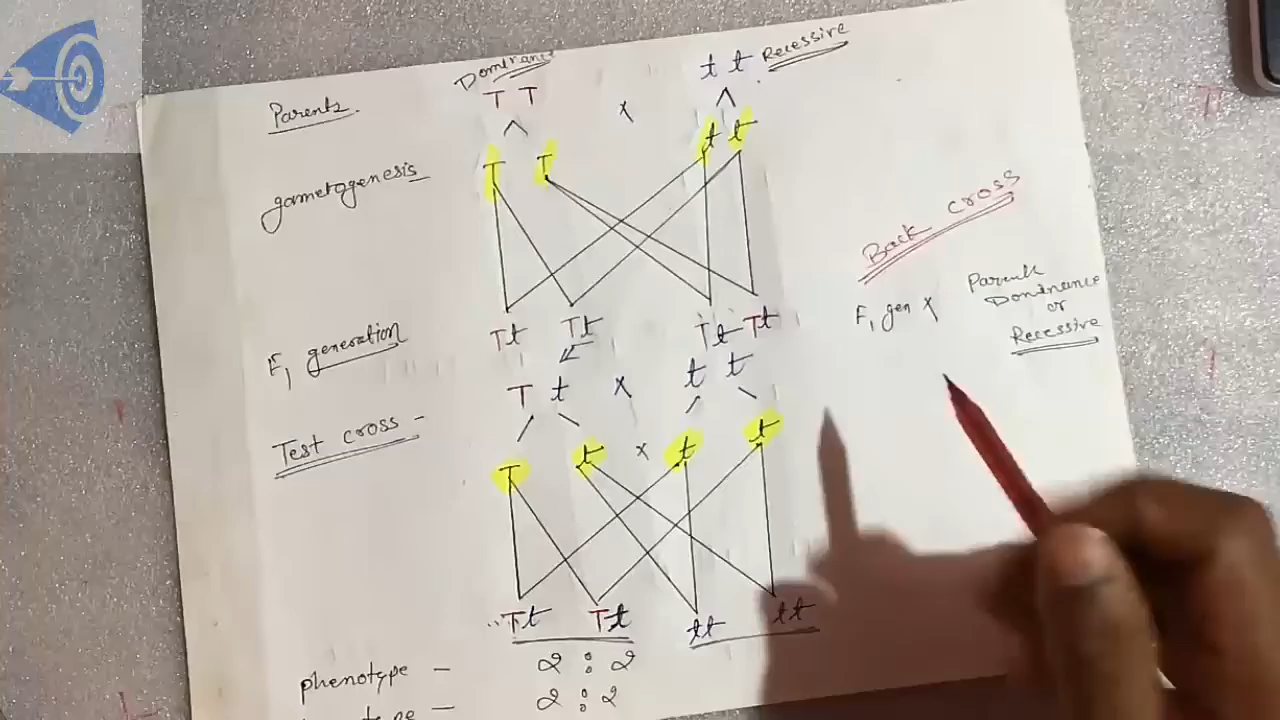 Dominance
t t Recessive
Parents.
T T
x
t t
gametogenesis
T T
Back cross
F1 generation
Tt Tt Tt Tt
F1 gen X
Dominance
or
Recessive
T t x t t
Test cross -
T t x t t
Tt Tt tt tt
phenotype - 2 : 2
- 2 : 2